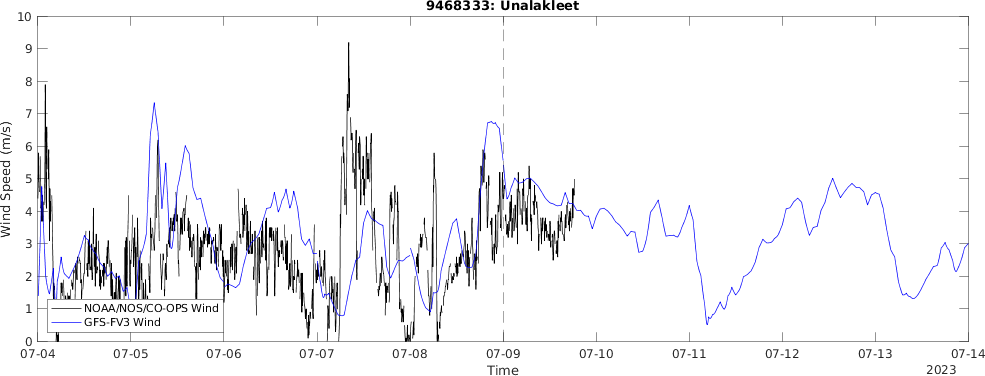 9468333: Unalakleet
10
9
8
7
6
5
4
3
2
1
0
Wind Speed (m/s)
NOAA/NOS/CO-OPS Wind
GFS-FV3 Wind
07-04 07-05 07-06 07-07 07-08 07-09 07-10 07-11 07-12 07-13 07-14
Time
2023